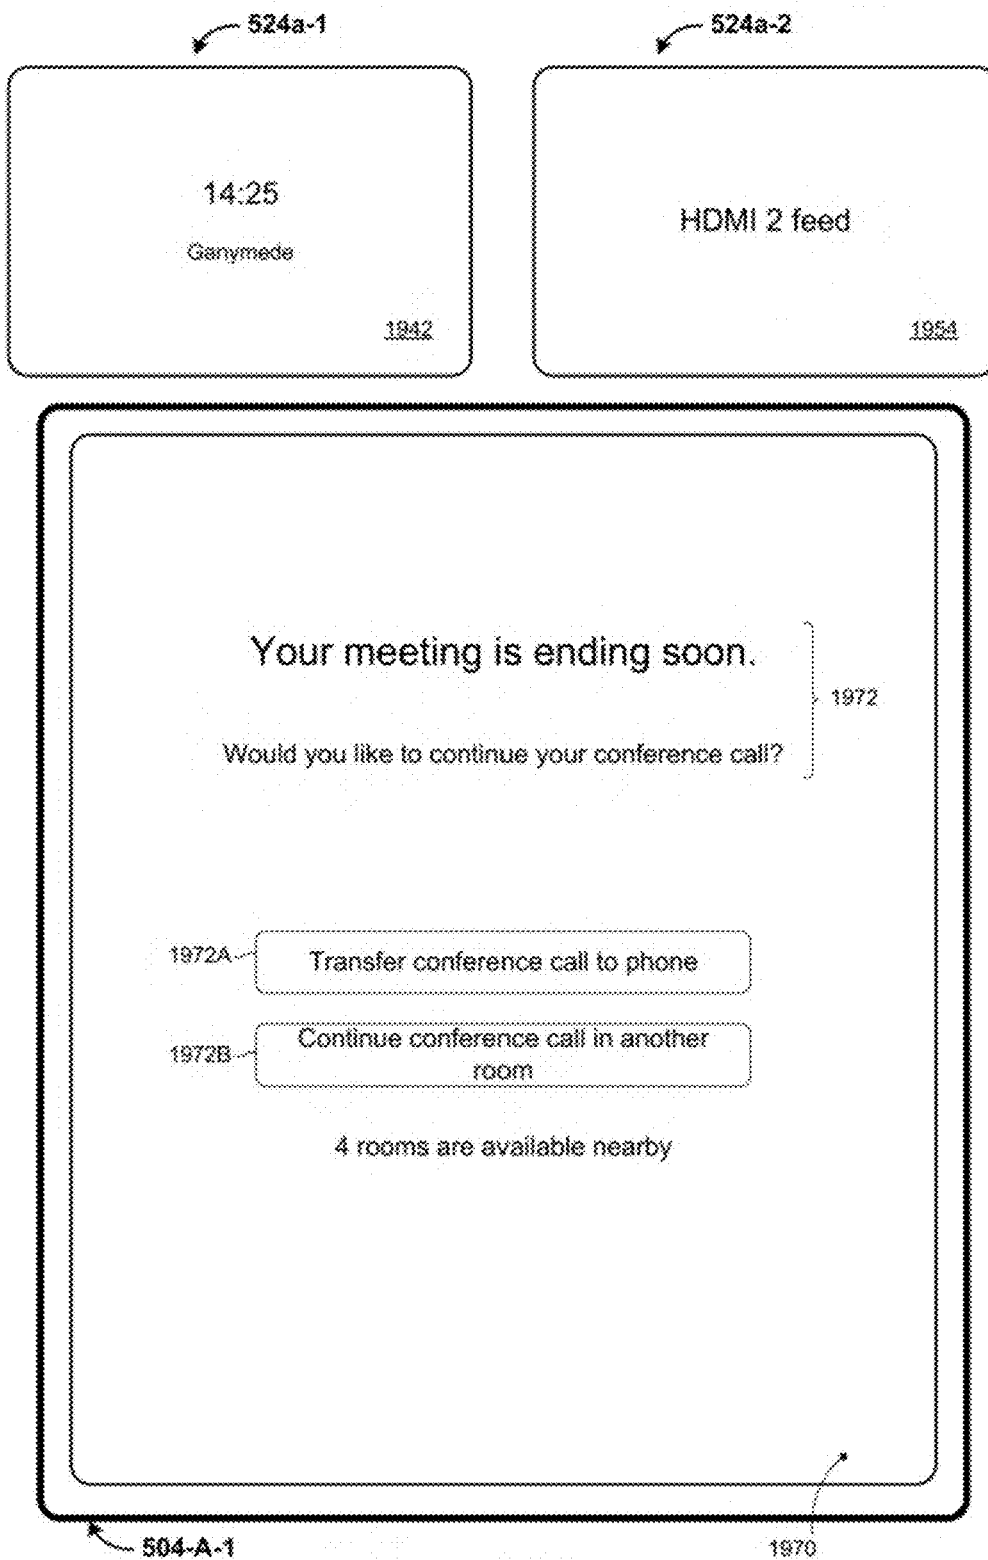 524a-1
524a-2
14:25
Ganymede
1942
HDMI 2 feed
1954
Your meeting is ending soon.
1972
Would you like to continue your conference call?
1972A
Transfer conference call to phone
1972B
Continue conference call in another
room
4 rooms are available nearby
504-A-1
1970